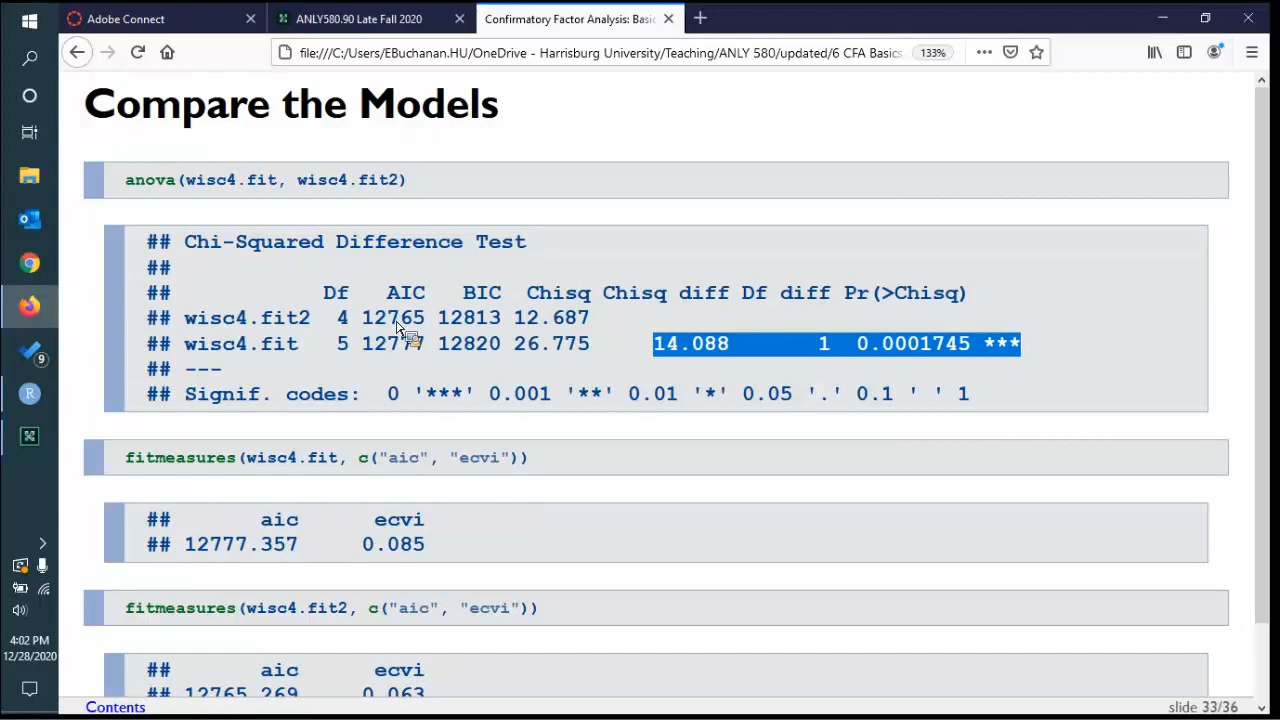 Adobe Connect
ANLY580.90 Late Fall 2020
Confirmatory Factor Analysis: Basi
file:///C:/Users/EBuchanan.HU/OneDrive - Harrisburg University/Teaching/ANLY 580/updated/6 CFA Basics
133%
Compare the Models
anova(wisc4.fit, wisc4.fit2)
## Chi-Squared Difference Test
##
## Df AIC BIC Chisq Chisq diff Df diff Pr(>Chisq)
## wisc4.fit2 4 12765 12813 12.687
## wisc4.fit 5 12777 12820 26.775 14.088 1 0.0001745 ***
## ---
## Signif. codes: 0 '***' 0.001 '**' 0.01 '*' 0.05 '.' 0.1 ' ' 1
fitmeasures(wisc4.fit, c("aic", "ecvi"))
## aic ecvi
## 12777.357 0.085
fitmeasures(wisc4.fit2, c("aic", "ecvi"))
## aic ecvi
## 12765.269 0.063
Contents
slide 33/36
9
4:02 PM
12/28/2020